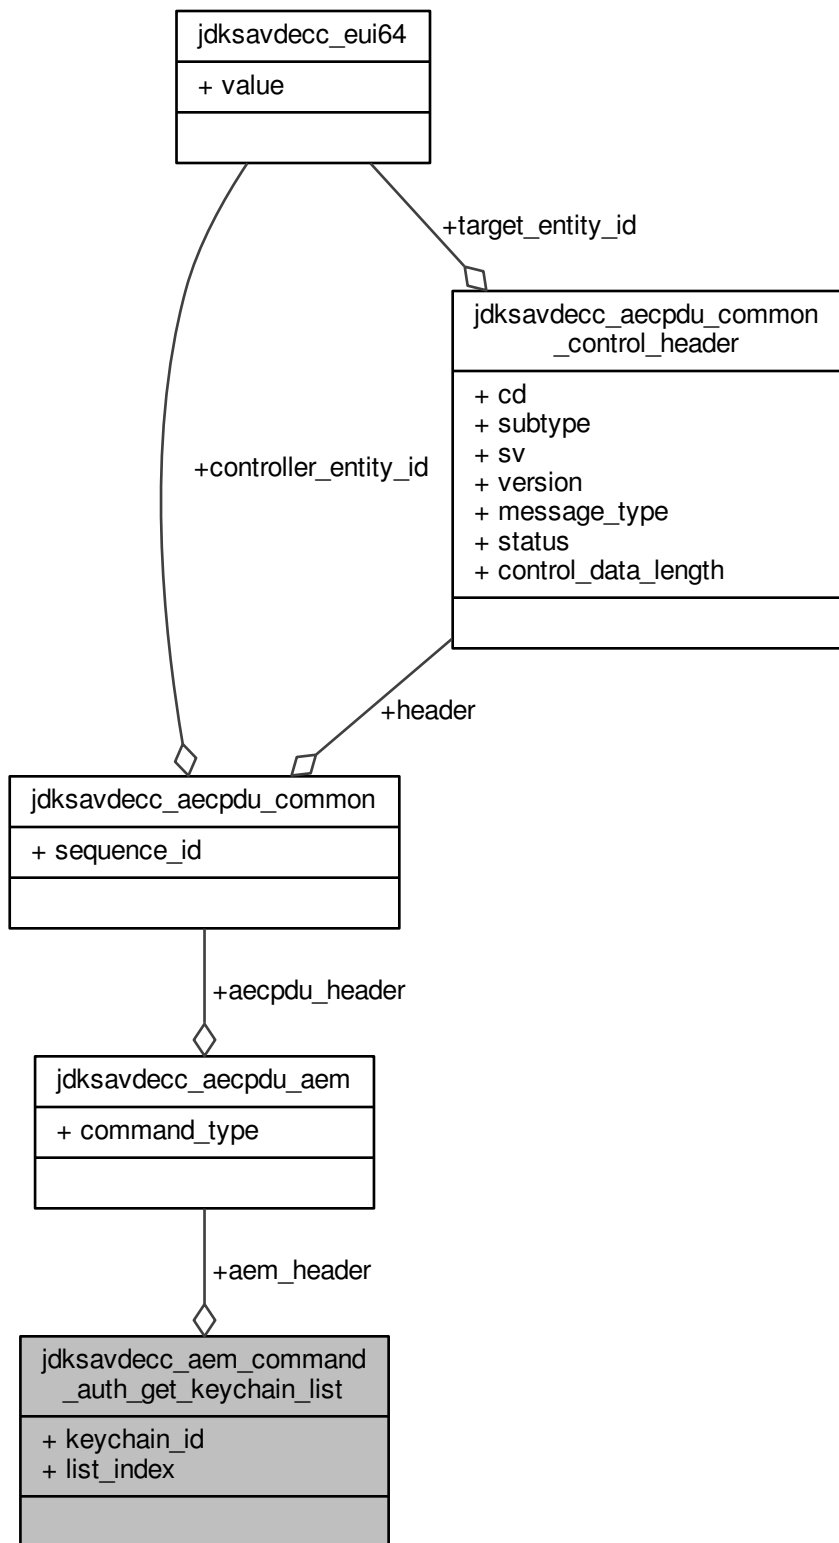 jdksavdecc_eui64
+ value
+target_entity_id
jdksavdecc_aecpdu_common
_control_header
+ cd
+ subtype
+ sv
+ version
+ message_type
+ status
+ control_data_length
+controller_entity_id
+header
jdksavdecc_aecpdu_common
+ sequence_id
+aecpdu_header
jdksavdecc_aecpdu_aem
+ command_type
+aem_header
jdksavdecc_aem_command
_auth_get_keychain_list
+ keychain_id
+ list_index